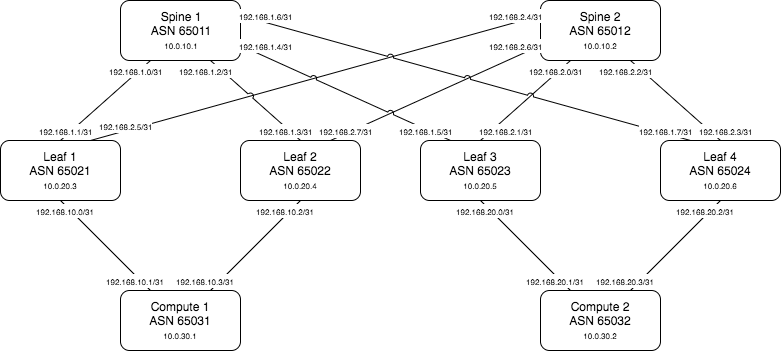 Spine 1
ASN 65011
10.0.10.1
192.168.1.6/31
192.168.1.4/31
192.168.2.4/31
192.168.2.6/31
Spine 2
ASN 65012
10.0.10.2
192.168.1.0/31
192.168.1.2/31
192.168.2.0/31
192.168.2.2/31
192.168.1.1/31
192.168.2.5/31
192.168.1.3/31
192.168.2.7/31
192.168.1.5/31
192.168.2.1/31
192.168.1.7/31
192.168.2.3/31
Leaf 1
ASN 65021
10.0.20.3
Leaf 2
ASN 65022
10.0.20.4
Leaf 3
ASN 65023
10.0.20.5
Leaf 4
ASN 65024
10.0.20.6
192.168.10.0/31
192.168.10.2/31
192.168.20.0/31
192.168.20.2/31
192.168.10.1/31
192.168.10.3/31
192.168.20.1/31
192.168.20.3/31
Compute 1
ASN 65031
10.0.30.1
Compute 2
ASN 65032
10.0.30.2